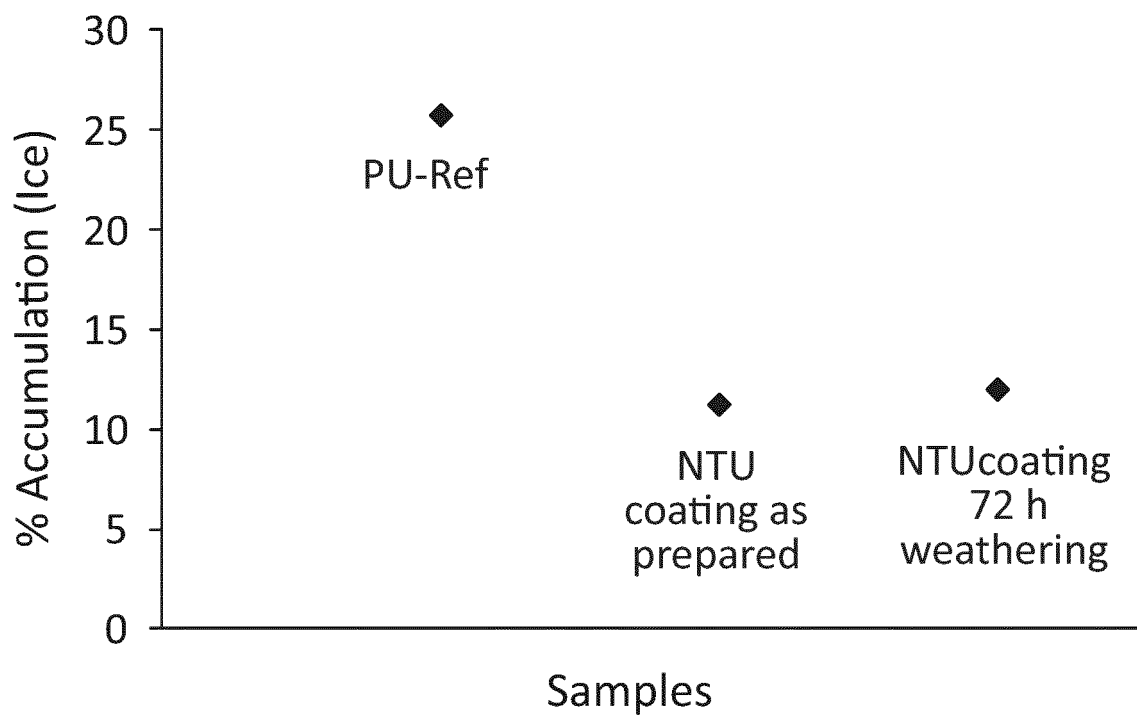 30
25
20
15
10
5
0
% Accumulation (Ice)
PU-Ref
NTU
coating as
prepared
NTUcoating
72 h
weathering
Samples